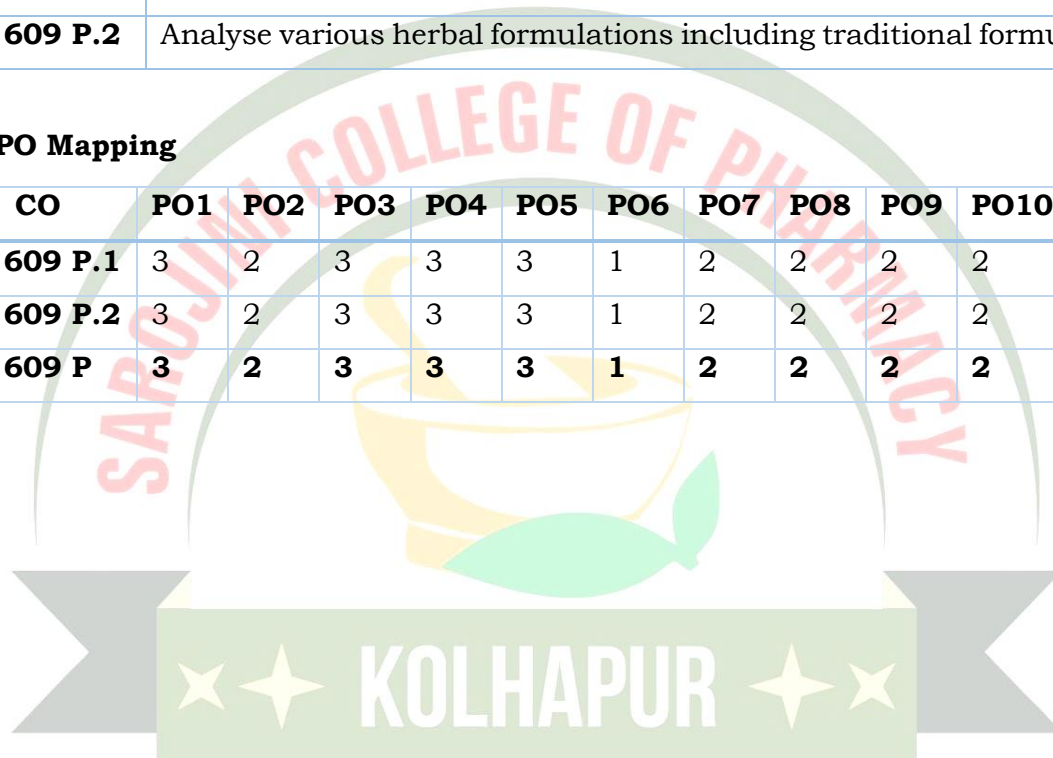 609 P.2 Analyse various herbal formulations including traditional
PO Mapping
CO PO1 PO2 PO3 PO4 PO5 PO6 PO7 PO8 PO9 PO10
609 P.1 3 2 3 3 3 1 2 2 2 2
609 P.2 3 2 3 3 3 1 2 2 2 2
609 P 3 2 3 3 3 1 2 2 2 2
SAROJINI COLLEGE OF PHARMACY
KOLHAPUR